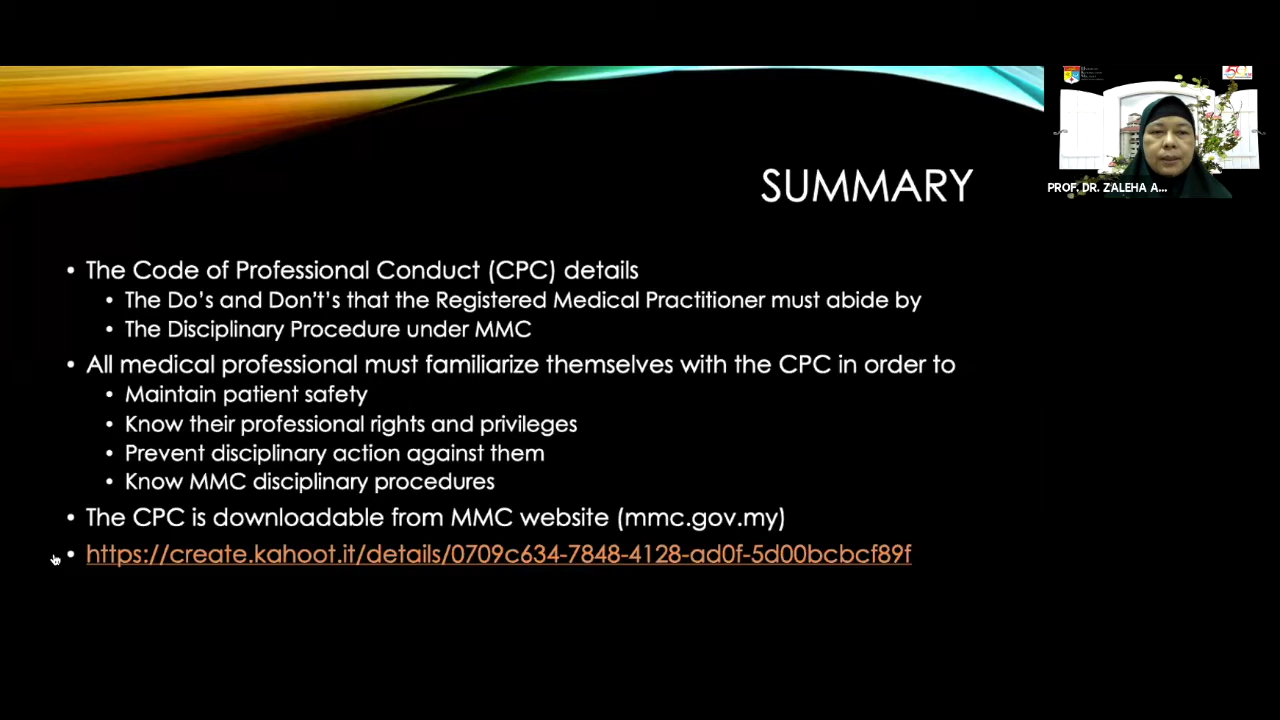 SUMMARY
PROF. DR. ZALEHA A...
• The Code of Professional Conduct (CPC) details
• The Do's and Don't's that the Registered Medical Practitioner must abide by
• The Disciplinary Procedure under MMC
• All medical professional must familiarize themselves with the CPC in order to
• Maintain patient safety
• Know their professional rights and privileges
• Prevent disciplinary action against them
• Know MMC disciplinary procedures
• The CPC is downloadable from MMC website (mmc.gov.my)
• https://create.kahoot.it/details/0709c634-7848-4128-ad0f-5d00bcbcf89f